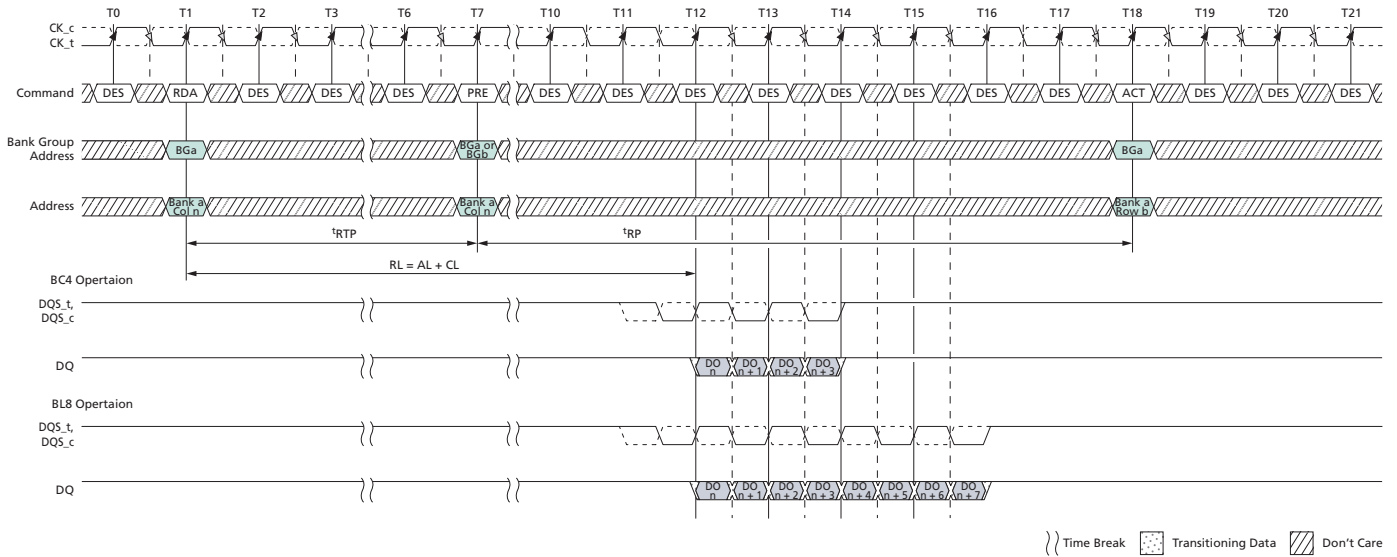 T0 T1 T2 T3 T6 T7 T10 T11 T12 T13 T14 T15 T16 T17 T18 T19 T20 T21
CK_c
CK_t
Command DES RDA DES DES DES PRE DES DES DES DES DES DES DES DES ACT DES DES DES
Bank Group
Address
BGa
BGa or
BGb
BGa
Address
Bank a
Col n
Bank a
Col n
Bank a
Row b
tRTP tRP
RL = AL + CL
BC4 Opertaion
DQS_t,
DQS_c
DQ
DO
n
DO
n + 1
DO
n + 2
DO
n + 3
BL8 Opertaion
DQS_t,
DQS_c
DQ
DO
n
DO
n + 1
DO
n + 2
DO
n + 3
DO
n + 4
DO
n + 5
DO
n + 6
DO
n + 7
Time Break Transitioning Data Don't Care